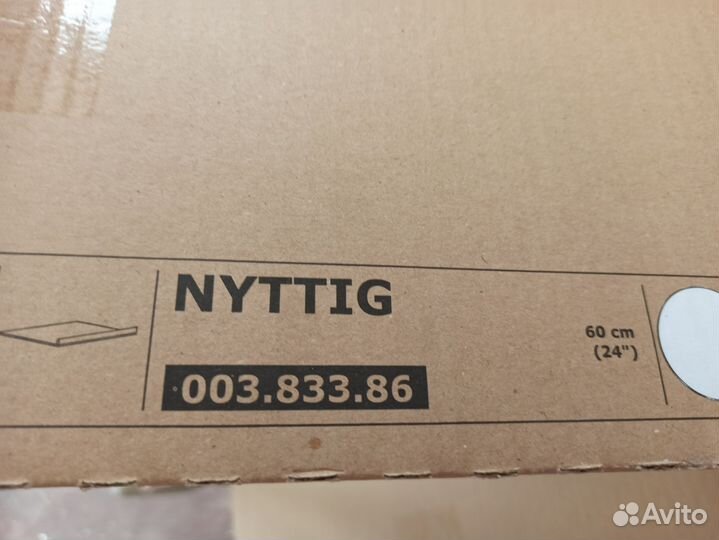 NYTTIG
003.833.86
60 cm
(24")
Avito